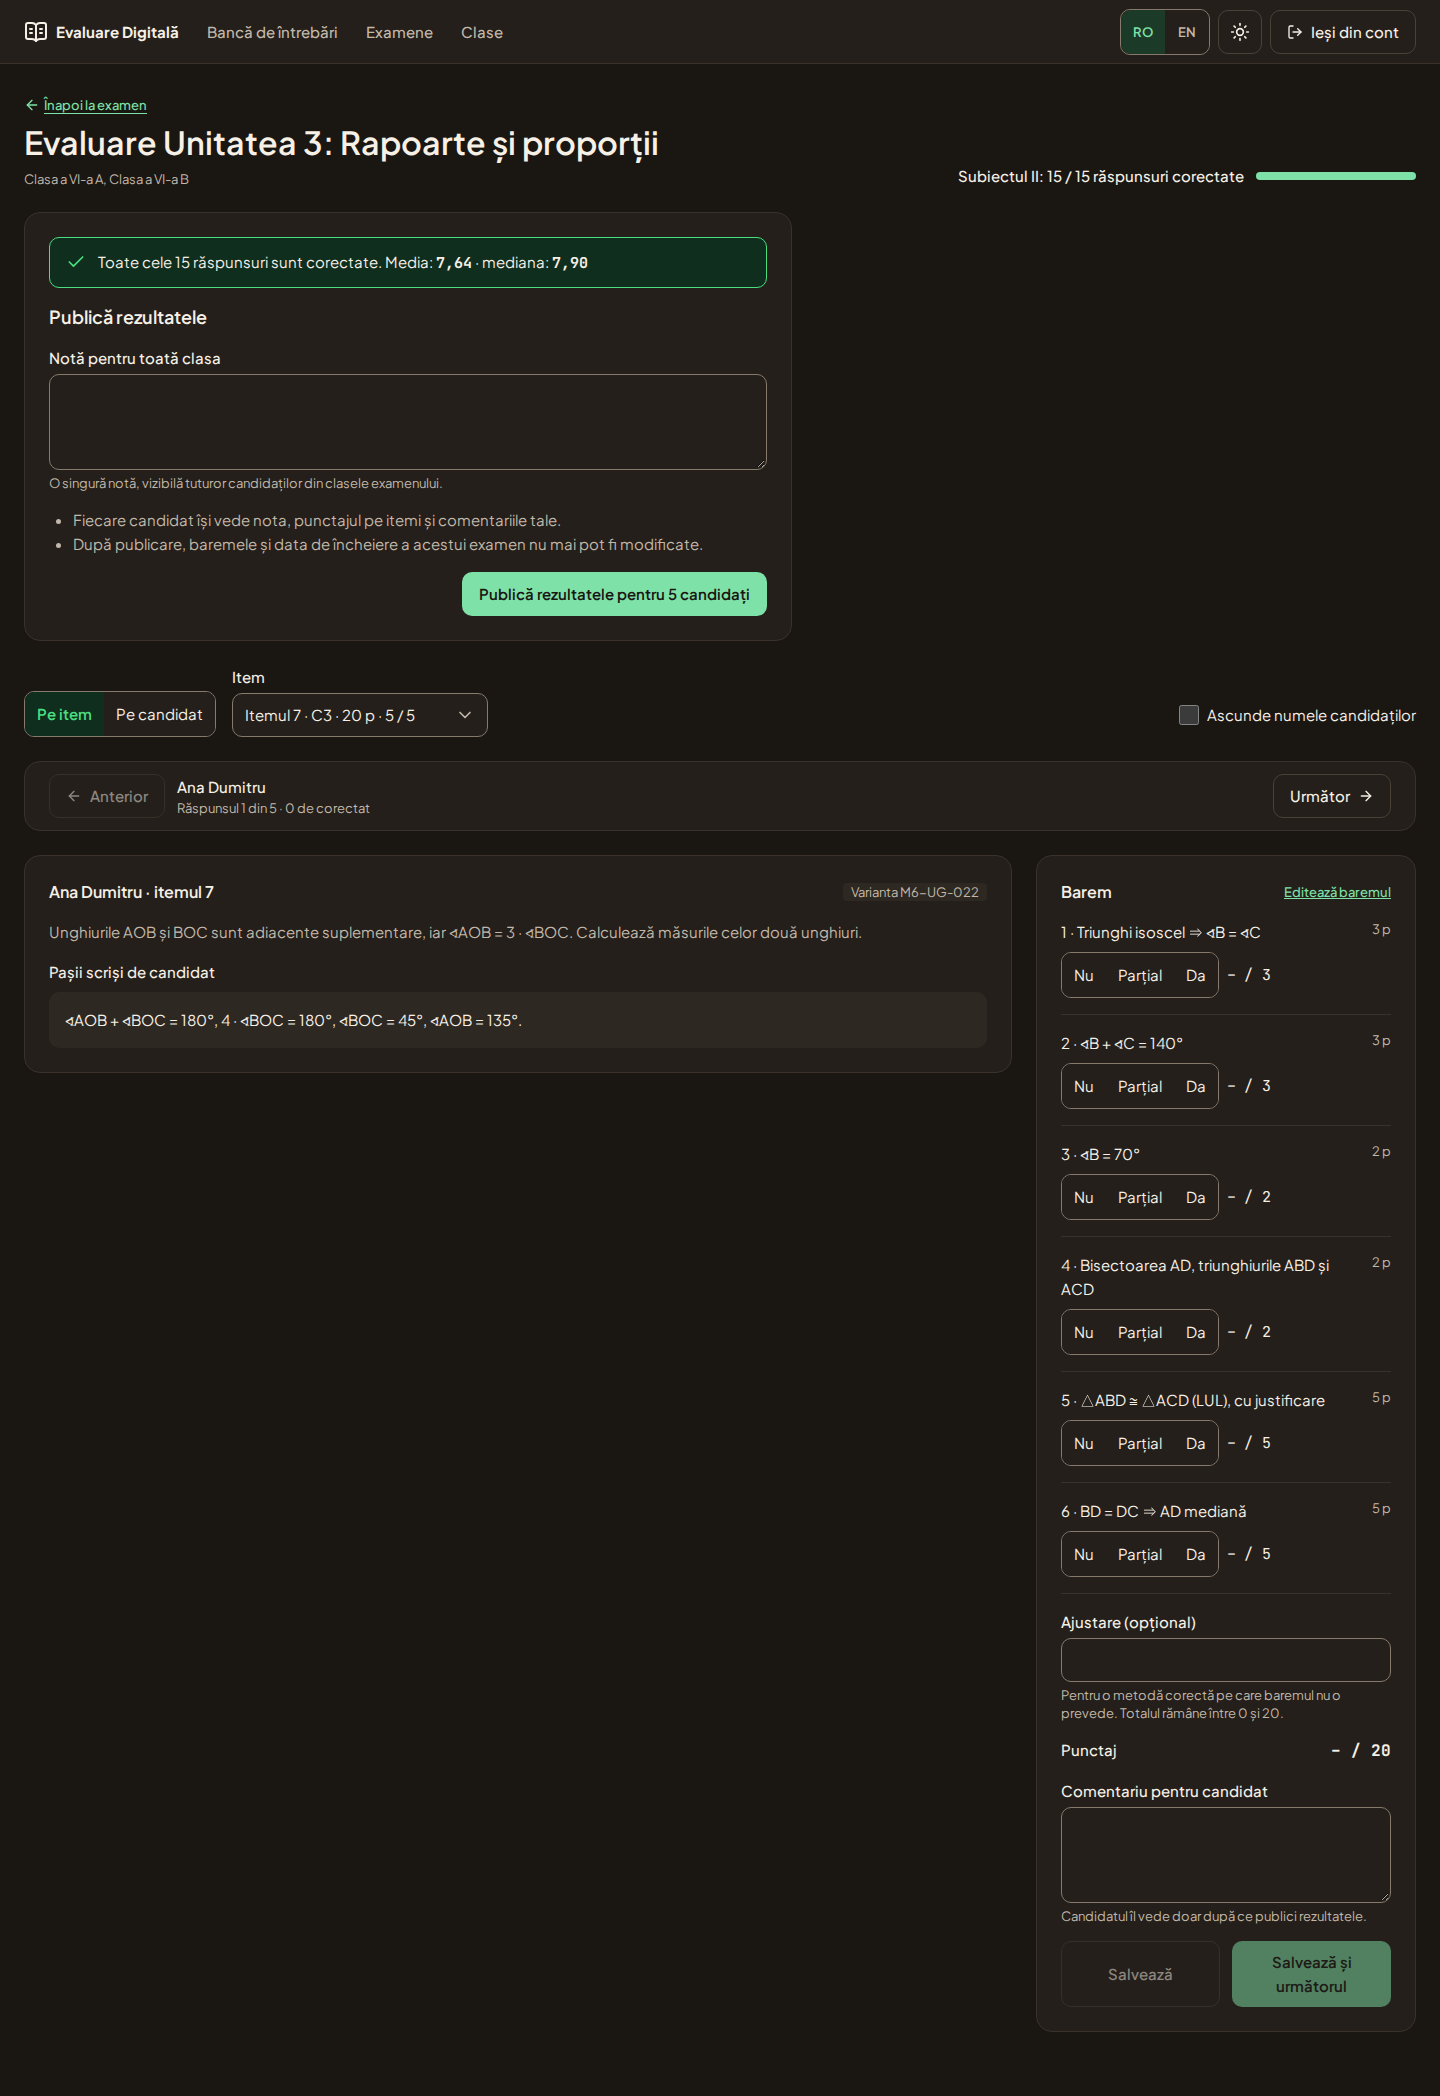 Evaluare Digitală
Bancă de întrebări
Examene
Clase
RO
EN
Ieși din cont
Înapoi la examen
Evaluare Unitatea 3: Rapoarte și proporții
Clasa a VI-a A, Clasa a VI-a B
Subiectul II: 15 / 15 răspunsuri corectate
Toate cele 15 răspunsuri sunt corectate. Media: 7,64 · mediana: 7,90
Publică rezultatele
Notă pentru toată clasa
O singură notă, vizibilă tuturor candidaților din clasele examenului.
Fiecare candidat își vede nota, punctajul pe itemi și comentariile tale.
După publicare, baremele și data de încheiere a acestui examen nu mai pot fi modificate.
Publică rezultatele pentru 5 candidați
Item
Pe item
Pe candidat
Itemul 7 · C3 · 20 p · 5 / 5
Ascunde numele candidaților
Anterior
Ana Dumitru
Răspunsul 1 din 5 · 0 de corectat
Următor
Ana Dumitru · itemul 7
Varianta M6-UG-022
Unghiurile AOB și BOC sunt adiacente suplementare, iar ∢AOB = 3 · ∢BOC. Calculează măsurile celor două unghiuri.
Pașii scriși de candidat
∢AOB + ∢BOC = 180°, 4 · ∢BOC = 180°, ∢BOC = 45°, ∢AOB = 135°.
Barem
Editează baremul
1 · Triunghi isoscel ⇒ ∢B = ∢C
3 p
Nu Parțial Da – / 3
2 · ∢B + ∢C = 140°
3 p
Nu Parțial Da – / 3
3 · ∢B = 70°
2 p
Nu Parțial Da – / 2
4 · Bisectoarea AD, triunghiurile ABD și
ACD
2 p
Nu Parțial Da – / 2
5 · △ABD ≅ △ACD (LUL), cu justificare
5 p
Nu Parțial Da – / 5
6 · BD = DC ⇒ AD mediană
5 p
Nu Parțial Da – / 5
Ajustare (opțional)
Pentru o metodă corectă pe care baremul nu o
prevede. Totalul rămâne între 0 și 20.
Punctaj
– / 20
Comentariu pentru candidat
Candidatul îl vede doar după ce publici rezultatele.
Salvează
Salvează și
următorul